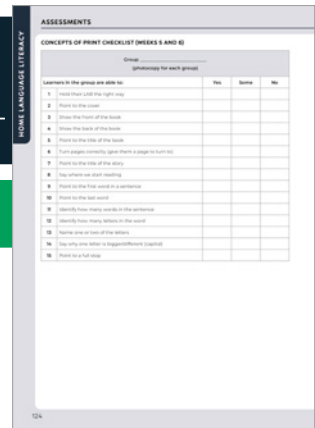 ASSESSMENTS
HOME LANGUAGE LITERACY
CONCEPTS OF PRINT CHECKLIST (WEEKS 5 AND 6)
Group: ____________________
(photocopy for each group)
Learners in the group are able to: Yes Some No
1 Hold their LAB the right way
2 Point to the cover
3 Show the front of the book
4 Show the back of the book
5 Point to the title of the book
6 Turn pages correctly (give them a page to turn to)
7 Point to the title of the story
8 Say where we start reading
9 Point to the first word in a sentence
10 Point to the last word
11 Identify how many words in the sentence
12 Identify how many letters in the word
13 Name one or two of the letters
14 Say why one letter is bigger/different (capital)
15 Point to a full stop
124